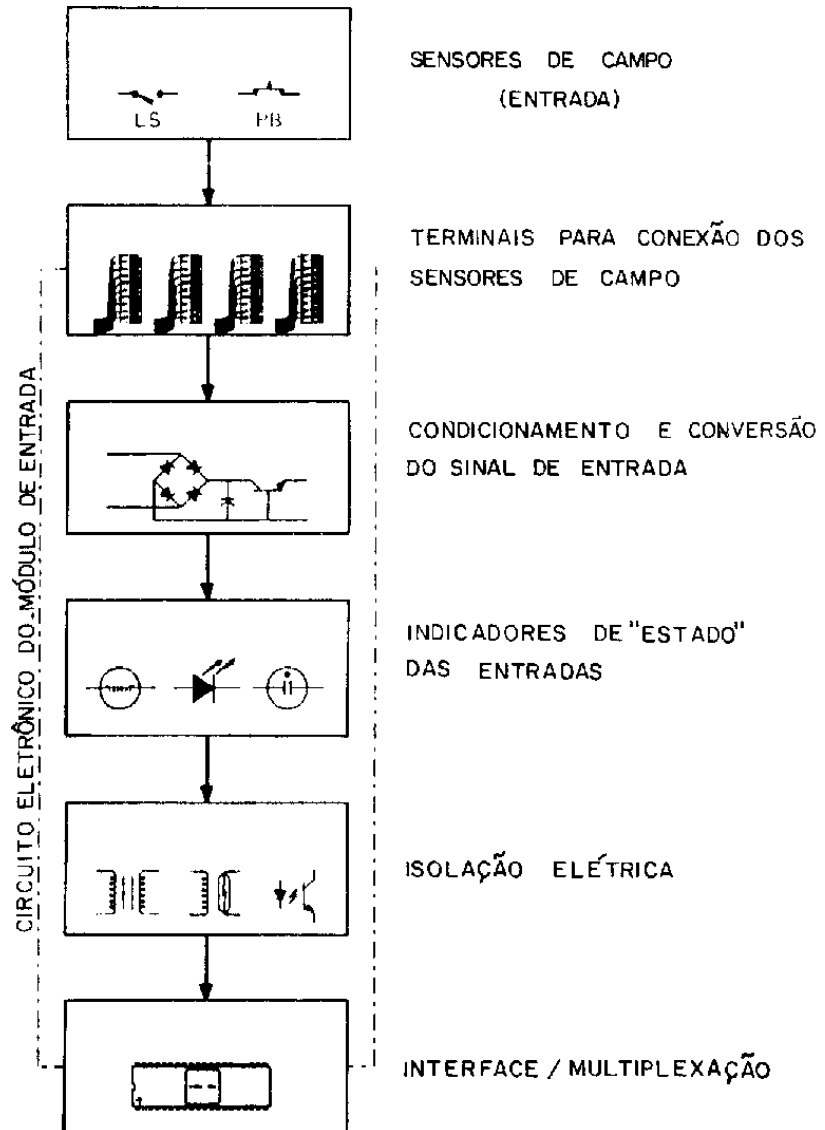 SENSORES DE CAMPO
(ENTRADA)
LS
PB
TERMINAIS PARA CONEXÃO DOS
SENSORES DE CAMPO
CIRCUITO ELETRÔNICO DO MÓDULO DE ENTRADA
CONDICIONAMENTO E CONVERSÃO
DO SINAL DE ENTRADA
INDICADORES DE "ESTADO"
DAS ENTRADAS
ISOLAÇÃO ELÉTRICA
INTERFACE / MULTIPLEXAÇÃO